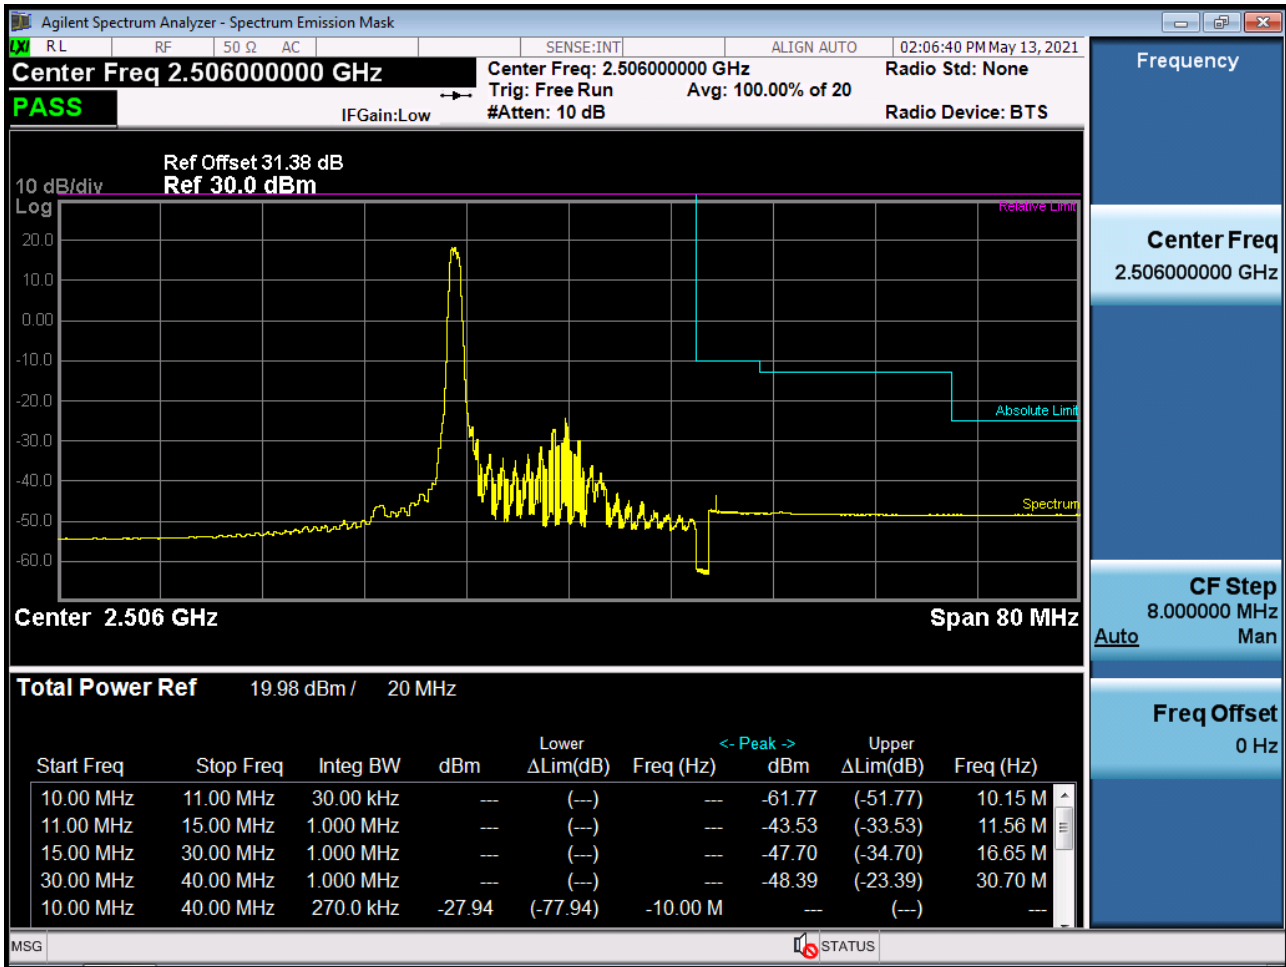 Agilent Spectrum Analyzer - Spectrum Emission Mask
LXI RL RF 50 Ω AC SENSE:INT ALIGN AUTO 02:06:40 PM May 13, 2021
Center Freq 2.506000000 GHz
Center Freq: 2.506000000 GHz Radio Std: None
Trig: Free Run Avg: 100.00% of 20
PASS IFGain:Low #Atten: 10 dB Radio Device: BTS
Ref Offset 31.38 dB
10 dB/div Ref 30.0 dBm
Log
Relative Limit
20.0
10.0
0.00
-10.0
-20.0
Absolute Limit
-30.0
-40.0
Spectrum
-50.0
-60.0
Center 2.506 GHz Span 80 MHz
Total Power Ref 19.98 dBm / 20 MHz
Lower <- Peak -> Upper
Start Freq Stop Freq Integ BW dBm ΔLim(dB) Freq (Hz) dBm ΔLim(dB) Freq (Hz)
10.00 MHz 11.00 MHz 30.00 kHz --- (---) --- -61.77 (-51.77) 10.15 M
11.00 MHz 15.00 MHz 1.000 MHz --- (---) --- -43.53 (-33.53) 11.56 M
15.00 MHz 30.00 MHz 1.000 MHz --- (---) --- -47.70 (-34.70) 16.65 M
30.00 MHz 40.00 MHz 1.000 MHz --- (---) --- -48.39 (-23.39) 30.70 M
10.00 MHz 40.00 MHz 270.0 kHz -27.94 (-77.94) -10.00 M --- (---) ---
MSG STATUS
Frequency
Center Freq
2.506000000 GHz
CF Step
8.000000 MHz
Auto Man
Freq Offset
0 Hz